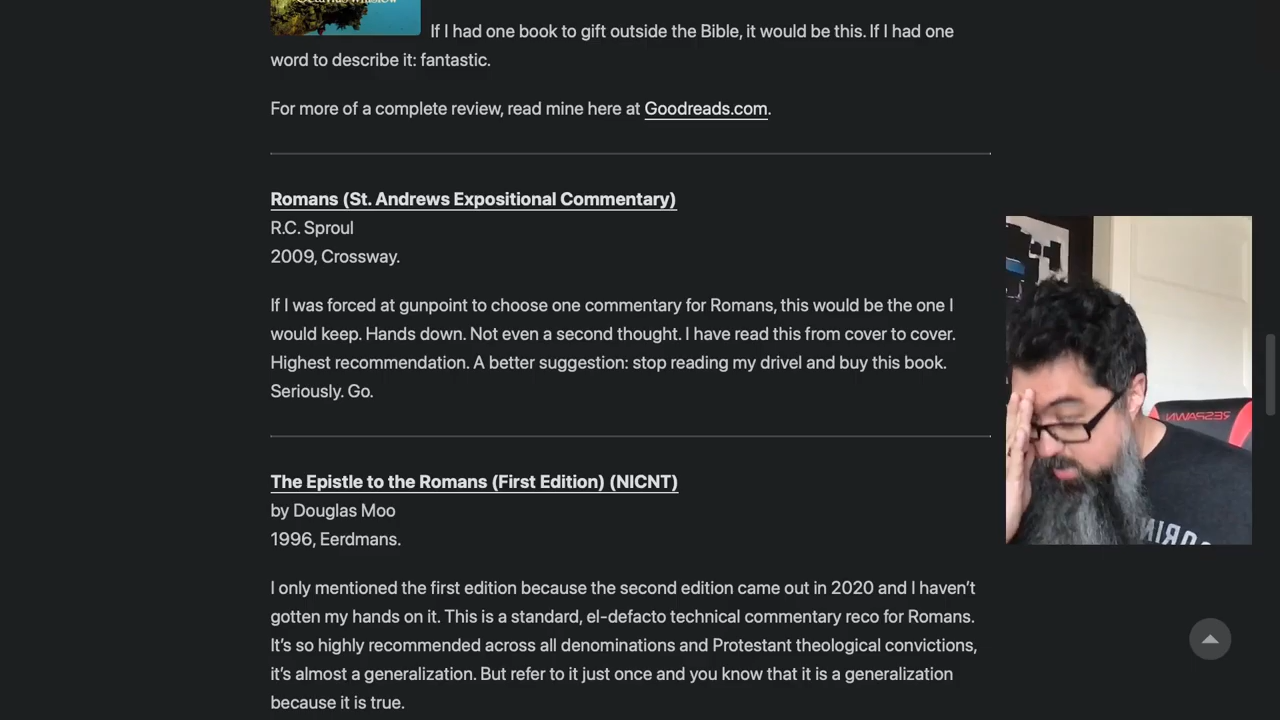 If I had one book to gift outside the Bible, it would be this. If I had one
word to describe it: fantastic.
For more of a complete review, read mine here at Goodreads.com.
Romans (St. Andrews Expositional Commentary)
R.C. Sproul
2009, Crossway.
If I was forced at gunpoint to choose one commentary for Romans, this would be the one I
would keep. Hands down. Not even a second thought. I have read this from cover to cover.
Highest recommendation. A better suggestion: stop reading my drivel and buy this book.
Seriously. Go.
RESPAWN
The Epistle to the Romans (First Edition) (NICNT)
by Douglas Moo
1996, Eerdmans.
I only mentioned the first edition because the second edition came out in 2020 and I haven't
gotten my hands on it. This is a standard, el-defacto technical commentary reco for Romans.
It's so highly recommended across all denominations and Protestant theological convictions,
it's almost a generalization. But refer to it just once and you know that it is a generalization
because it is true.